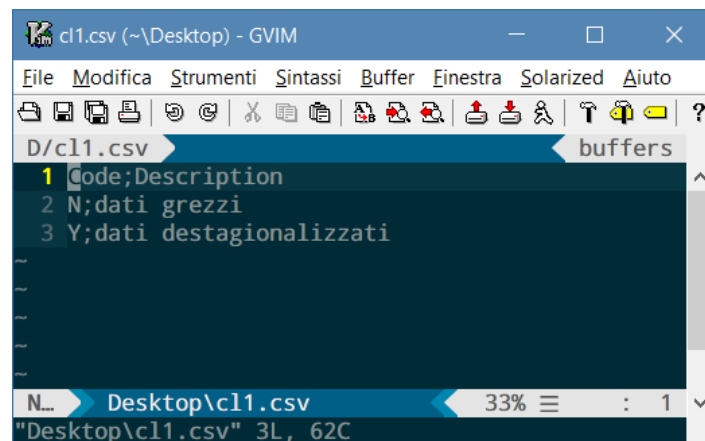 cl1.csv (~\Desktop) - GVIM
File Modifica Strumenti Sintassi Buffer Finestra Solarized Aiuto
D/cl1.csv buffers
1 Code;Description
2 N;dati grezzi
3 Y;dati destagionalizzati
~
~
~
~
~
N... Desktop\cl1.csv 33% ☰ : 1
"Desktop\cl1.csv" 3L, 62C